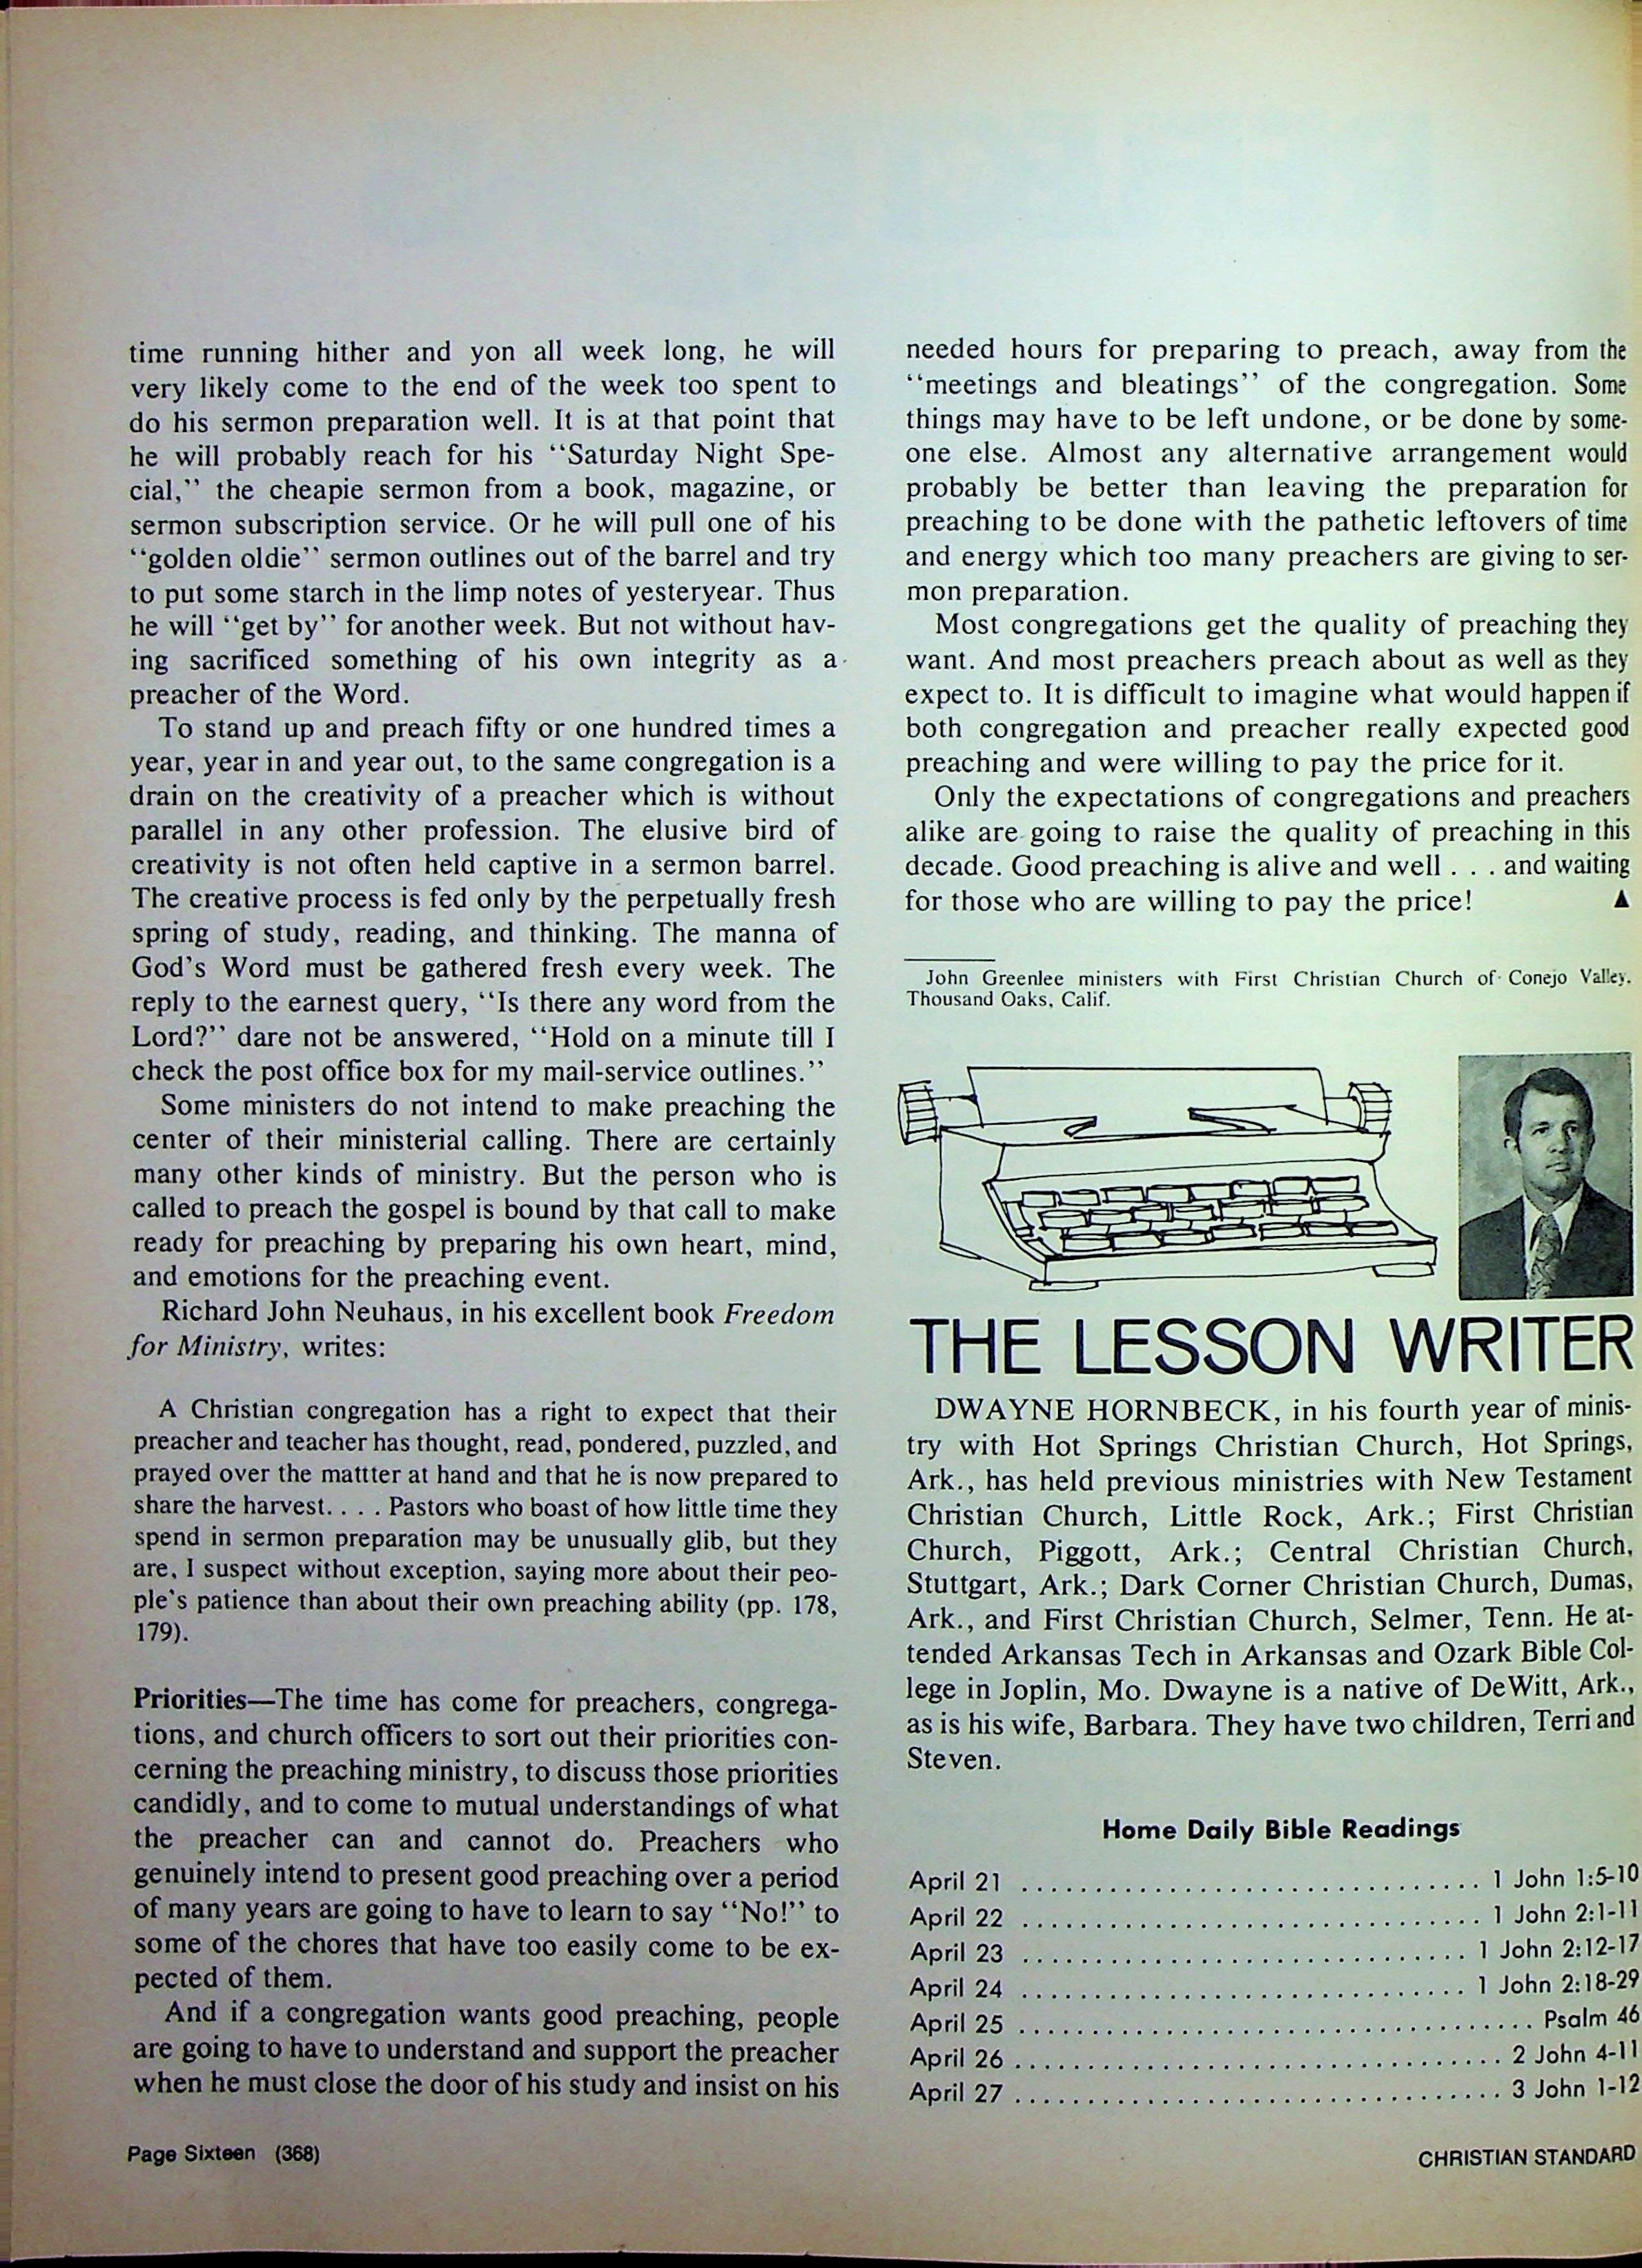 time running hither and yon all week long, he will
very likely come to the end of the week too spent to
do his sermon preparation well. It is at that point that
he will probably reach for his “Saturday Night Spe-
cial,” the cheapie sermon from a book, magazine, or
sermon subscription service. Or he will pull one of his
“golden oldie” sermon outlines out of the barrel and try
to put some starch in the limp notes of yesteryear. Thus
he will “get by” for another week. But not without hav-
ing sacrificed something of his own integrity as a
preacher of the Word.
To stand up and preach fifty or one hundred times a
year, year in and year out, to the same congregation is a
drain on the creativity of a preacher which is without
parallel in any other profession. The elusive bird of
creativity is not often held captive in a sermon barrel.
The creative process is fed only by the perpetually fresh
spring of study, reading, and thinking. The manna of
God's Word must be gathered fresh every week. The
reply to the earnest query, “Is there any word from the
Lord?” dare not be answered, “Hold on a minute till I
check the post office box for my mail-service outlines.”
Some ministers do not intend to make preaching the
center of their ministerial calling. There are certainly
many other kinds of ministry. But the person who is
called to preach the gospel is bound by that call to make
ready for preaching by preparing his own heart, mind,
and emotions for the preaching event.
Richard John Neuhaus, in his excellent book Freedom
for Ministry, writes:
A Christian congregation has a right to expect that their
preacher and teacher has thought, read, pondered, puzzled, and
prayed over the mattter at hand and that he is now prepared to
share the harvest. . . . Pastors who boast of how little time they
spend in sermon preparation may be unusually glib, but they
are, I suspect without exception, saying more about their peo-
ple's patience than about their own preaching ability (pp. 178,
179).
Priorities—The time has come for preachers, congrega-
tions, and church officers to sort out their priorities con-
cerning the preaching ministry, to discuss those priorities
candidly, and to come to mutual understandings of what
the preacher can and cannot do. Preachers who
genuinely intend to present good preaching over a period
of many years are going to have to learn to say “No!” to
some of the chores that have too easily come to be ex-
pected of them.
And if a congregation wants good preaching, people
are going to have to understand and support the preacher
when he must close the door of his study and insist on his
needed hours for preparing to preach, away from the
“meetings and bleatings” of the congregation. Some
things may have to be left undone, or be done by some-
one else. Almost any alternative arrangement would
probably be better than leaving the preparation for
preaching to be done with the pathetic leftovers of time
and energy which too many preachers are giving to ser-
mon preparation.
Most congregations get the quality of preaching they
want. And most preachers preach about as well as they
expect to. It is difficult to imagine what would happen if
both congregation and preacher really expected good
preaching and were willing to pay the price for it.
Only the expectations of congregations and preachers
alike are going to raise the quality of preaching in this
decade. Good preaching is alive and well . . . and waiting
for those who are willing to pay the price! ▲
John Greenlee ministers with First Christian Church of Conejo Valley,
Thousand Oaks, Calif.
THE LESSON WRITER
DWAYNE HORNBECK, in his fourth year of minis-
try with Hot Springs Christian Church, Hot Springs,
Ark., has held previous ministries with New Testament
Christian Church, Little Rock, Ark.; First Christian
Church, Piggott, Ark.; Central Christian Church,
Stuttgart, Ark.; Dark Corner Christian Church, Dumas,
Ark., and First Christian Church, Selmer, Tenn. He at-
tended Arkansas Tech in Arkansas and Ozark Bible Col-
lege in Joplin, Mo. Dwayne is a native of DeWitt, Ark.,
as is his wife, Barbara. They have two children, Terri and
Steven.
Home Daily Bible Readings
April 21 ................................ 1 John 1:5-10
April 22 ................................ 1 John 2:1-11
April 23 ............................... 1 John 2:12-17
April 24 ............................... 1 John 2:18-29
April 25 .................................... Psalm 46
April 26 .................................. 2 John 4-11
April 27 .................................. 3 John 1-12
Page Sixteen (368)
CHRISTIAN STANDARD